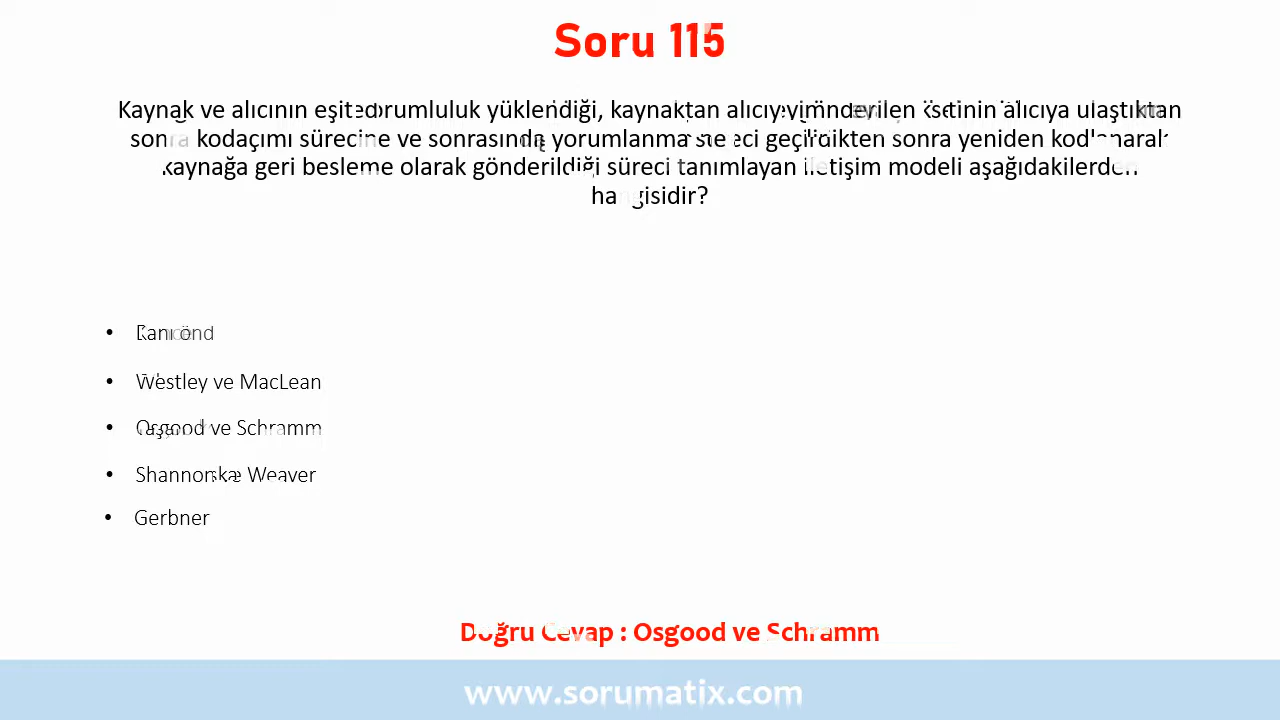 Soru 115
Kaynak ve alıcının eşit sorumluluk yüklendiği, kaynaktan alıcıya gönderilen iletinin alıcıya ulaştıktan
sonra kodaçımı sürecine ve sonrasında yorumlanma süreci geçirdikten sonra yeniden kodlanarak
kaynağa geri besleme olarak gönderildiği süreci tanımlayan iletişim modeli aşağıdakilerden
hangisidir?
• Westley ve MacLean
• Osgood ve Schramm
• Shannon Weaver
• Gerbner
Doğru Cevap : Osgood ve Schramm
www.sorumatix.com